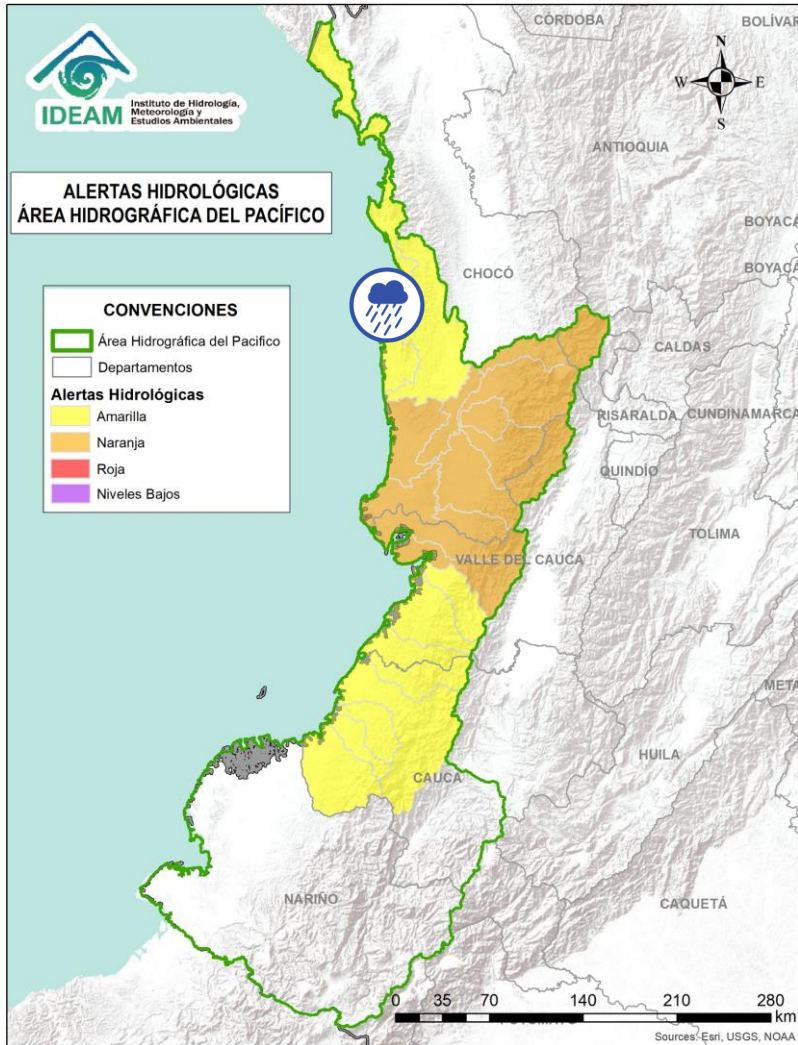 IDEAM
Instituto de Hidrología,
Meteorología y
Estudios Ambientales
ALERTAS HIDROLÓGICAS
ÁREA HIDROGRÁFICA DEL PACÍFICO
CONVENCIONES
Área Hidrográfica del Pacifico
Departamentos
Alertas Hidrológicas
Amarilla
Naranja
Roja
Niveles Bajos
N
W E
S
CÓRDOBA
BOLÍVAR
ANTIOQUIA
BOYACÁ
CHOCÓ
BOYACÁ
CALDAS
RISARALDA
CUNDINAMARCA
QUINDÍO
TOLIMA
VALLE DEL CAUCA
META
HUILA
CAUCA
NARIÑO
CAQUETÁ
0 35 70 140 210 280
km
Sources: Esri, USGS, NOAA